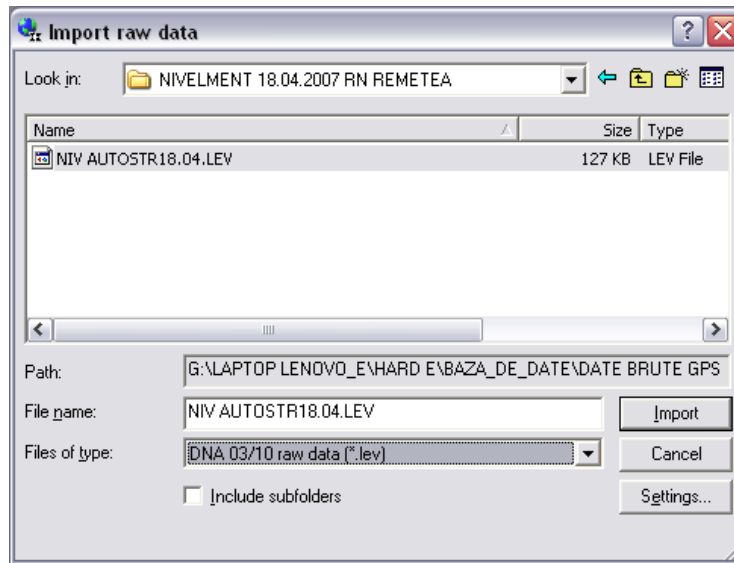 Import raw data
Look in: NIVELMENT 18.04.2007 RN REMETEA
Name Size Type
NIV AUTOSTR18.04.LEV 127 KB LEV File
Path: G:\LAPTOP LENOVO_E\HARD E\BAZA_DE_DATE\DATE BRUTE GPS
File name: NIV AUTOSTR18.04.LEV Import
Files of type: DNA 03/10 raw data (*.lev) Cancel
Include subfolders Settings...